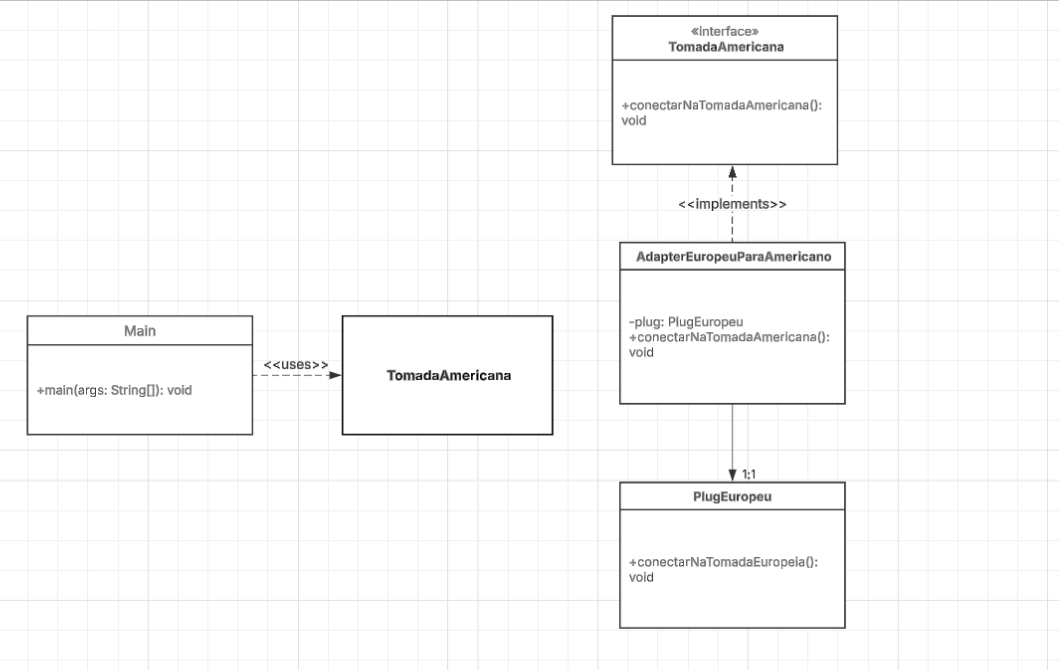 «interface»
TomadaAmericana
+conectarNaTomadaAmericana():
void
<<implements>>
AdapterEuropeuParaAmericano
-plug: PlugEuropeu
+conectarNaTomadaAmericana():
void
Main
+main(args: String[]): void
<<uses>>
TomadaAmericana
1;1
PlugEuropeu
+conectarNaTomadaEuropeia():
void